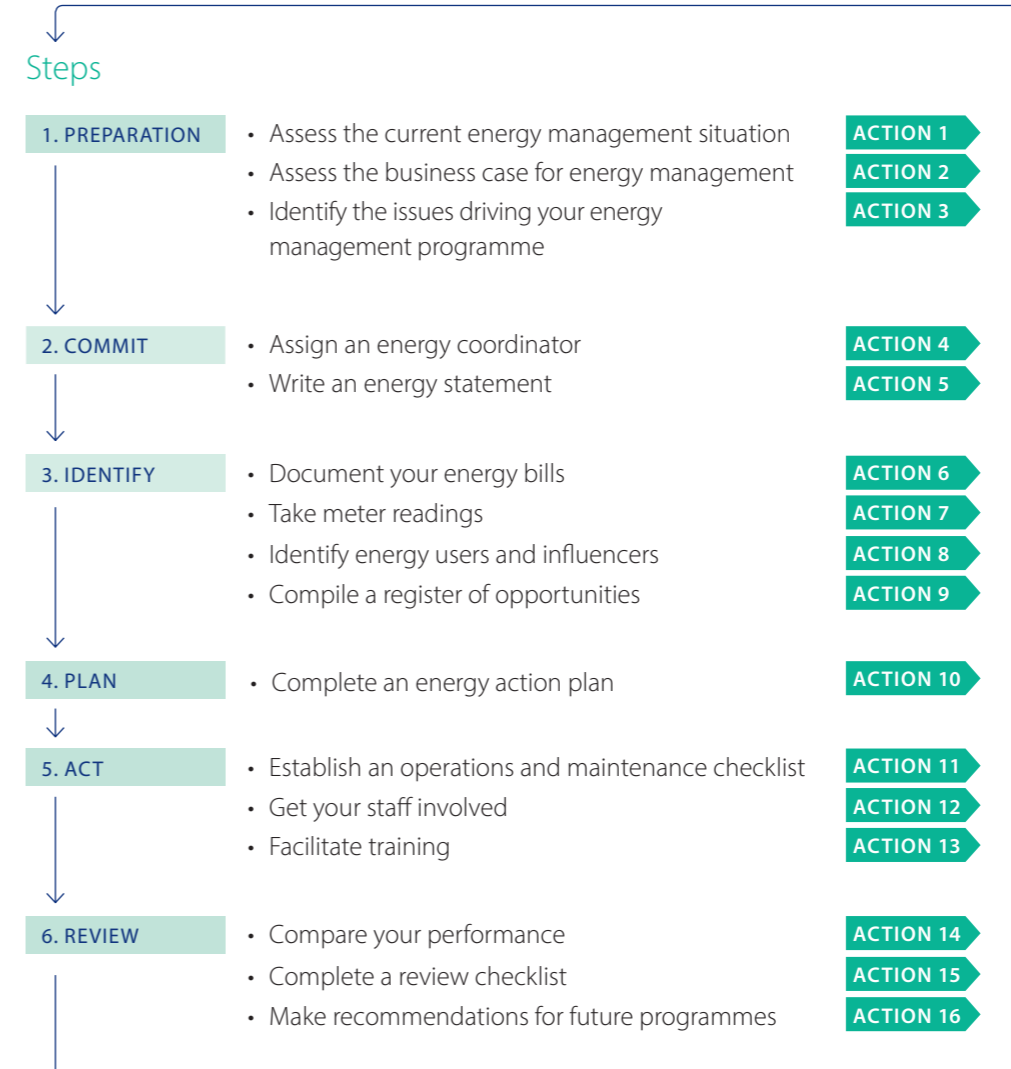 Steps
1. PREPARATION
• Assess the current energy management situation
ACTION 1
• Assess the business case for energy management
ACTION 2
• Identify the issues driving your energy
management programme
ACTION 3
2. COMMIT
• Assign an energy coordinator
ACTION 4
• Write an energy statement
ACTION 5
3. IDENTIFY
• Document your energy bills
ACTION 6
• Take meter readings
ACTION 7
• Identify energy users and influencers
ACTION 8
• Compile a register of opportunities
ACTION 9
4. PLAN
• Complete an energy action plan
ACTION 10
5. ACT
• Establish an operations and maintenance checklist
ACTION 11
• Get your staff involved
ACTION 12
• Facilitate training
ACTION 13
6. REVIEW
• Compare your performance
ACTION 14
• Complete a review checklist
ACTION 15
• Make recommendations for future programmes
ACTION 16